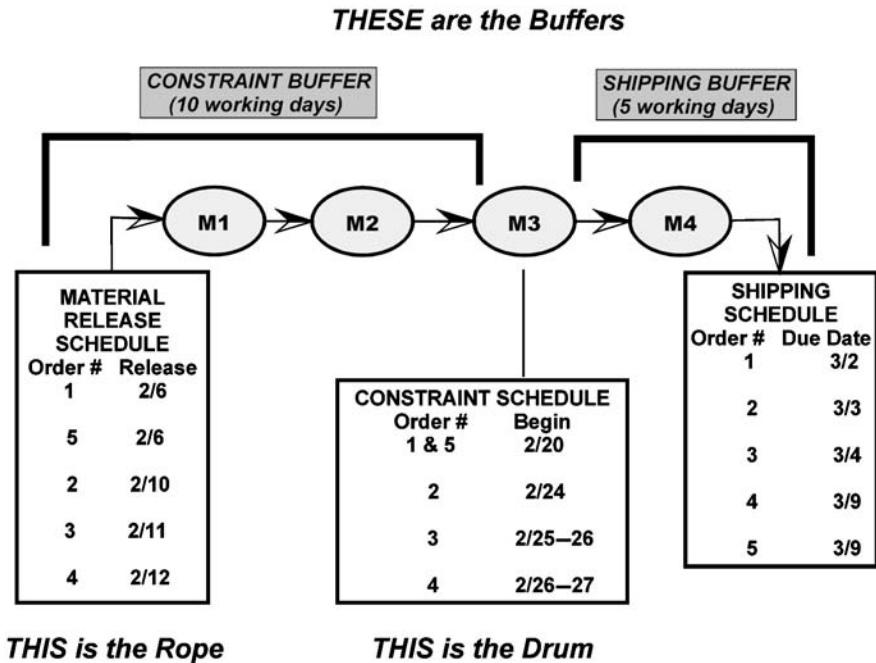 THESE are the Buffers
CONSTRAINT BUFFER
(10 working days)
SHIPPING BUFFER
(5 working days)
M1
M2
M3
M4
MATERIAL
RELEASE
SCHEDULE
Order # Release
1 2/6
5 2/6
2 2/10
3 2/11
4 2/12
CONSTRAINT SCHEDULE
Order # Begin
1 & 5 2/20
2 2/24
3 2/25—26
4 2/26—27
SHIPPING
SCHEDULE
Order # Due Date
1 3/2
2 3/3
3 3/4
4 3/9
5 3/9
THIS is the Rope
THIS is the Drum